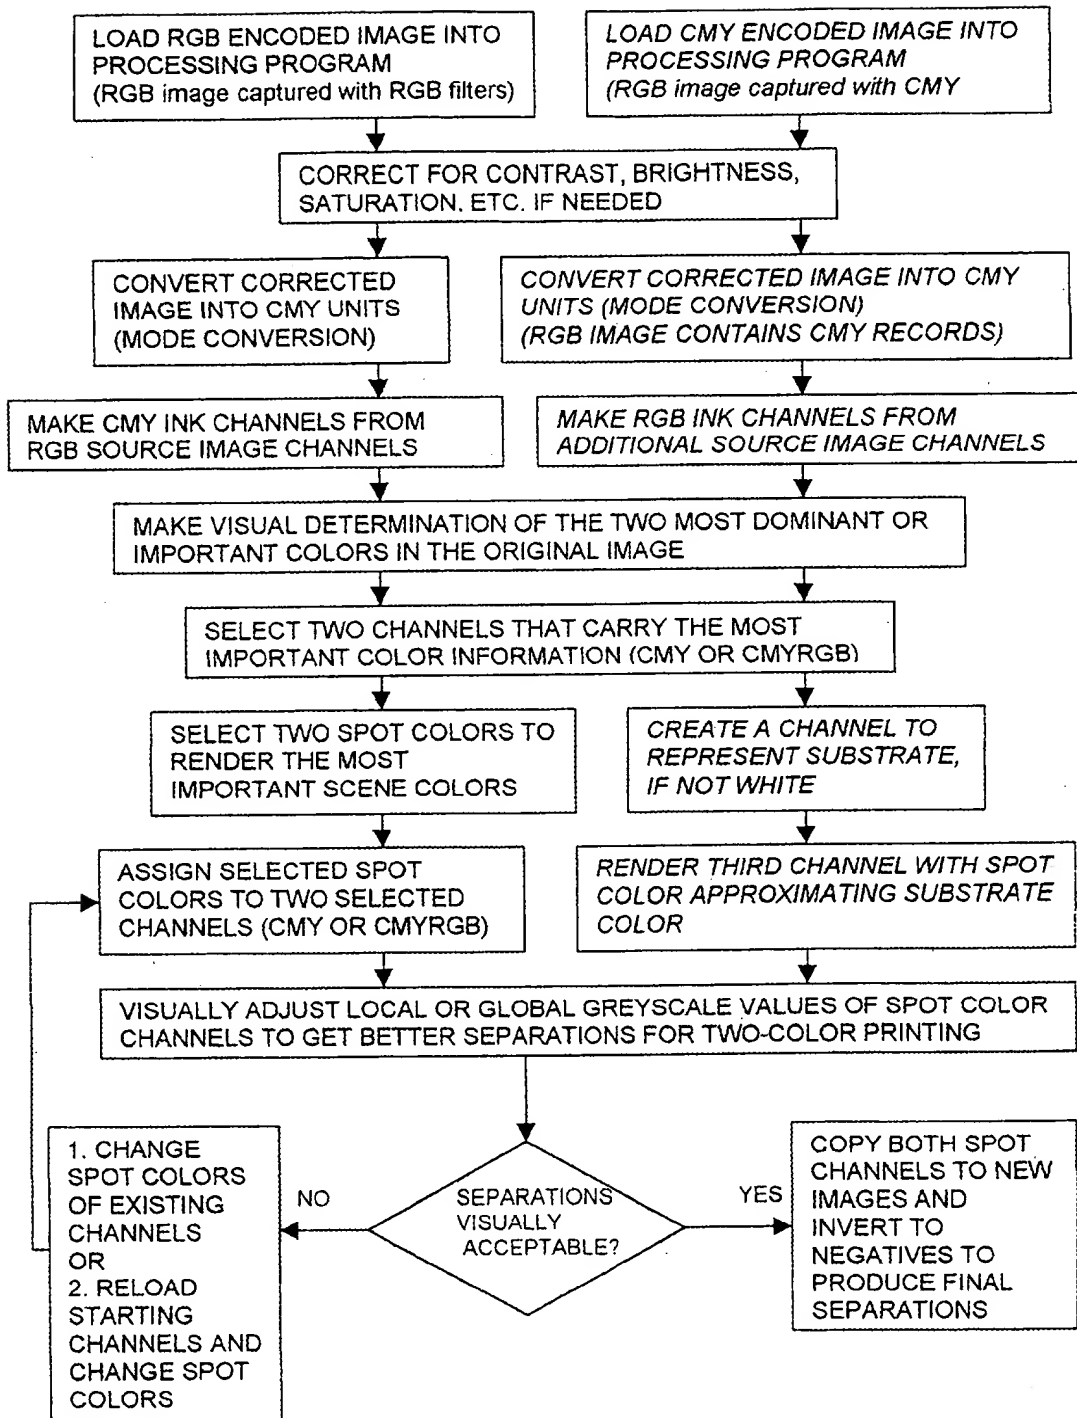 LOAD RGB ENCODED IMAGE INTO
PROCESSING PROGRAM
(RGB image captured with RGB filters)
LOAD CMY ENCODED IMAGE INTO
PROCESSING PROGRAM
(RGB image captured with CMY
CORRECT FOR CONTRAST, BRIGHTNESS,
SATURATION. ETC. IF NEEDED
CONVERT CORRECTED
IMAGE INTO CMY UNITS
(MODE CONVERSION)
CONVERT CORRECTED IMAGE INTO CMY
UNITS (MODE CONVERSION)
(RGB IMAGE CONTAINS CMY RECORDS)
MAKE CMY INK CHANNELS FROM
RGB SOURCE IMAGE CHANNELS
MAKE RGB INK CHANNELS FROM
ADDITIONAL SOURCE IMAGE CHANNELS
MAKE VISUAL DETERMINATION OF THE TWO MOST DOMINANT OR
IMPORTANT COLORS IN THE ORIGINAL IMAGE
SELECT TWO CHANNELS THAT CARRY THE MOST
IMPORTANT COLOR INFORMATION (CMY OR CMYRGB)
SELECT TWO SPOT COLORS TO
RENDER THE MOST
IMPORTANT SCENE COLORS
CREATE A CHANNEL TO
REPRESENT SUBSTRATE,
IF NOT WHITE
ASSIGN SELECTED SPOT
COLORS TO TWO SELECTED
CHANNELS (CMY OR CMYRGB)
RENDER THIRD CHANNEL WITH SPOT
COLOR APPROXIMATING SUBSTRATE
COLOR
VISUALLY ADJUST LOCAL OR GLOBAL GREYSCALE VALUES OF SPOT COLOR
CHANNELS TO GET BETTER SEPARATIONS FOR TWO-COLOR PRINTING
1. CHANGE
SPOT COLORS
OF EXISTING
CHANNELS
OR
2. RELOAD
STARTING
CHANNELS AND
CHANGE SPOT
COLORS
NO
SEPARATIONS
VISUALLY
ACCEPTABLE?
YES
COPY BOTH SPOT
CHANNELS TO NEW
IMAGES AND
INVERT TO
NEGATIVES TO
PRODUCE FINAL
SEPARATIONS